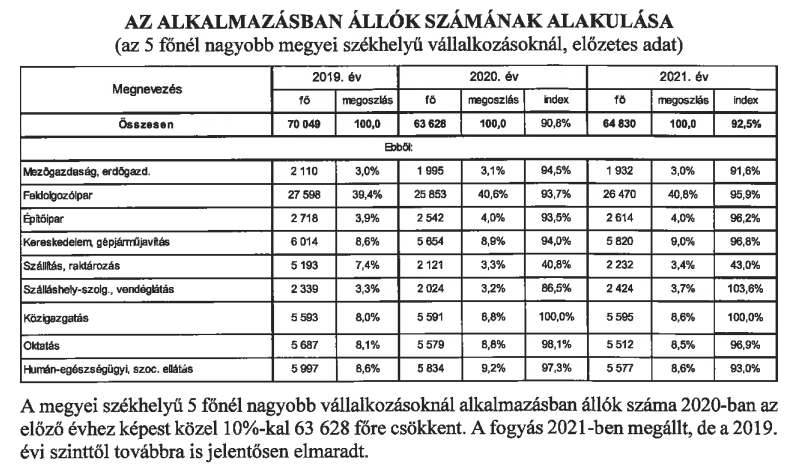 AZ ALKALMAZÁSBAN ÁLLÓK SZÁMÁNAK ALAKULÁSA
(az 5 főnél nagyobb megyei székhelyű vállalkozásoknál, előzetes adat)
Megnevezés 2019. év 2020. év 2021. év
fő megoszlás fő megoszlás index fő megoszlás index
Összesen 70 049 100,0 63 628 100,0 90,8% 64 830 100,0 92,5%
Ebből:
Mezőgazdaság, erdőgazd. 2 110 3,0% 1 995 3,1% 94,5% 1 932 3,0% 91,6%
Feldolgozóipar 27 598 39,4% 25 853 40,6% 93,7% 26 470 40,8% 95,9%
Építőipar 2 718 3,9% 2 542 4,0% 93,5% 2 614 4,0% 96,2%
Kereskedelem, gépjárműjavítás 6 014 8,6% 5 654 8,9% 94,0% 5 820 9,0% 96,8%
Szállítás, raktározás 5 193 7,4% 2 121 3,3% 40,8% 2 232 3,4% 43,0%
Szálláshely-szolg., vendéglátás 2 339 3,3% 2 024 3,2% 86,5% 2 424 3,7% 103,6%
Közigazgatás 5 593 8,0% 5 591 8,8% 100,0% 5 595 8,6% 100,0%
Oktatás 5 687 8,1% 5 579 8,8% 98,1% 5 512 8,5% 96,9%
Humán-egészségügyi, szoc. ellátás 5 997 8,6% 5 834 9,2% 97,3% 5 577 8,6% 93,0%
A megyei székhelyű 5 főnél nagyobb vállalkozásoknál alkalmazásban állók száma 2020-ban az
előző évhez képest közel 10%-kal 63 628 főre csökkent. A fogyás 2021-ben megállt, de a 2019.
évi szinttől továbbra is jelentősen elmaradt.